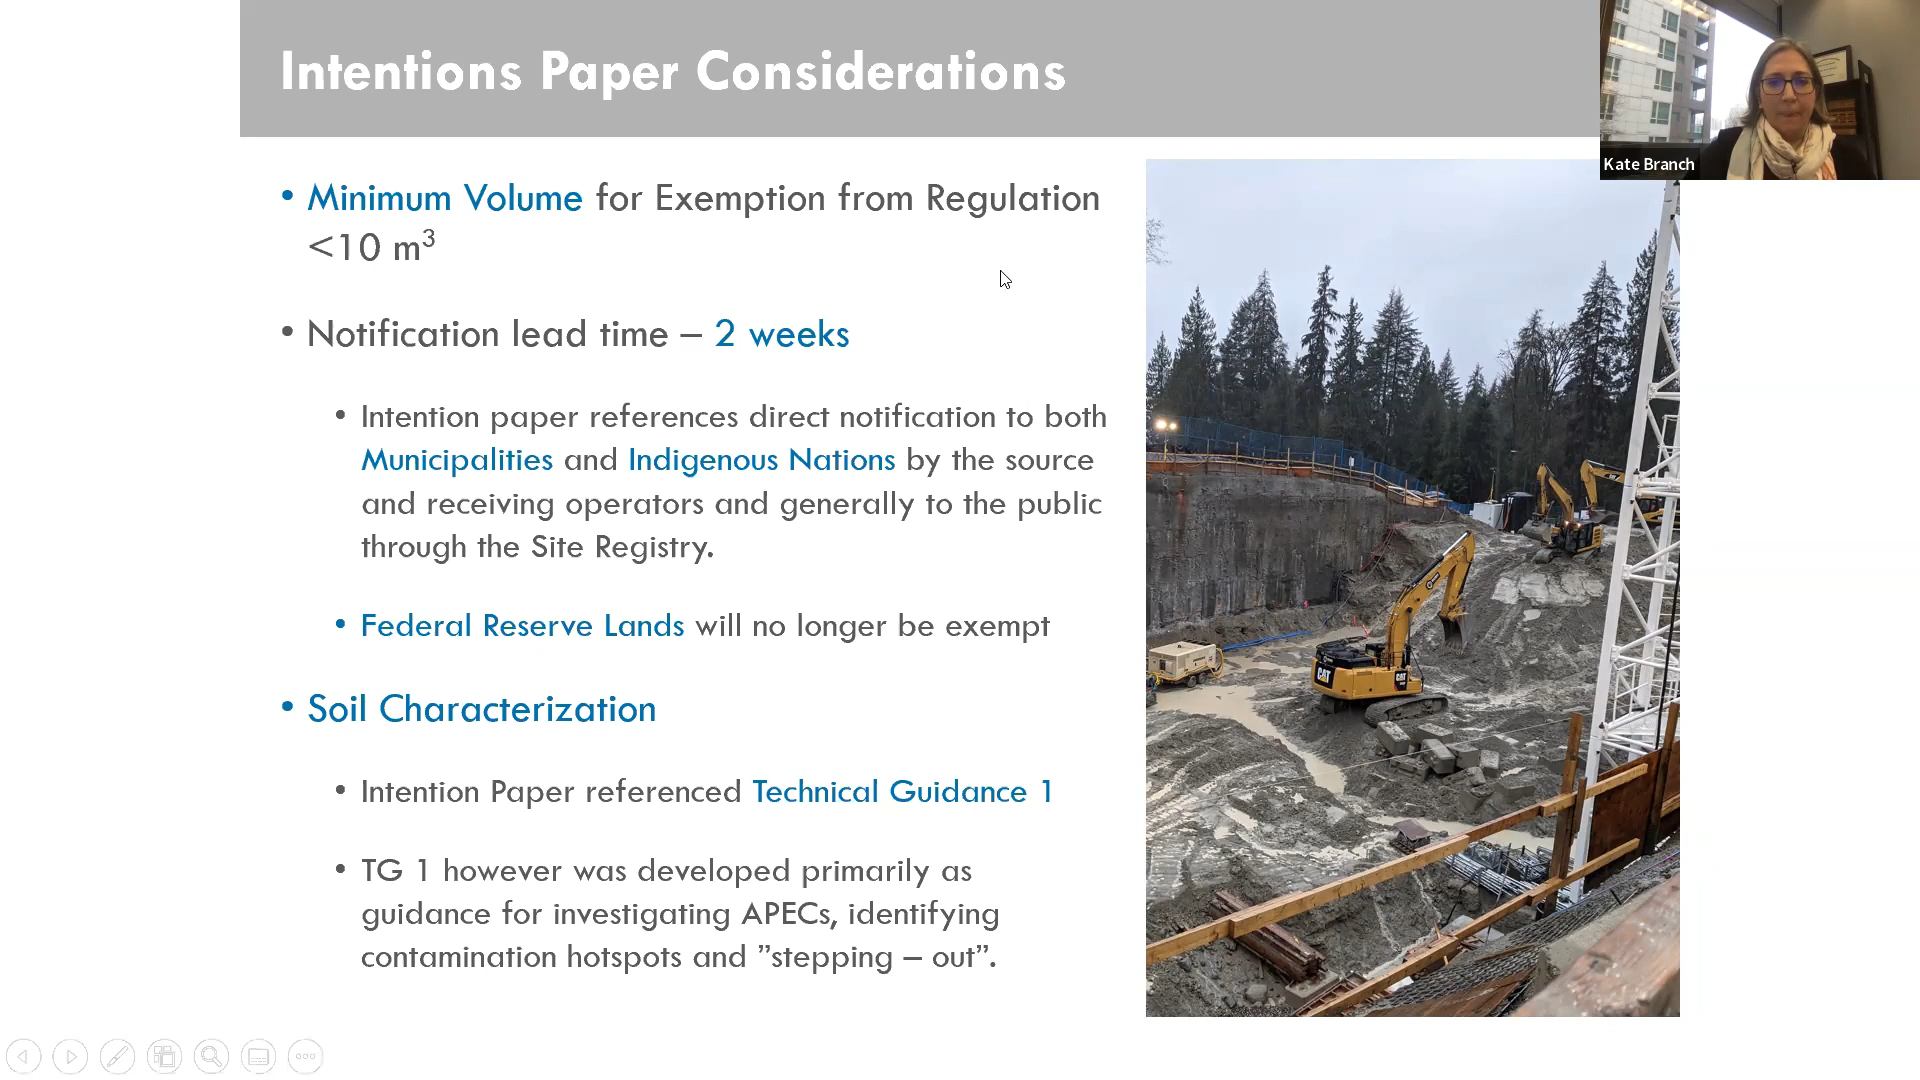 Intentions Paper Considerations
Kate Branch
• Minimum Volume for Exemption from Regulation
<10 m³
• Notification lead time – 2 weeks
• Intention paper references direct notification to both
Municipalities and Indigenous Nations by the source
and receiving operators and generally to the public
through the Site Registry.
• Federal Reserve Lands will no longer be exempt
• Soil Characterization
• Intention Paper referenced Technical Guidance 1
• TG 1 however was developed primarily as
guidance for investigating APECs, identifying
contamination hotspots and ”stepping – out”.
CAT
CAT